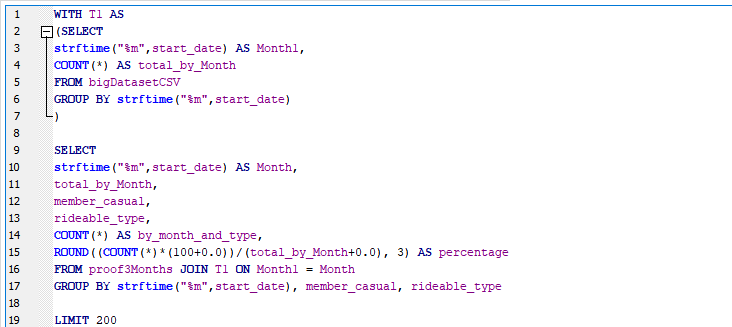 1 WITH T1 AS
2 (SELECT
3 strftime("%m",start_date) AS Month1,
4 COUNT(*) AS total_by_Month
5 FROM bigDatasetCSV
6 GROUP BY strftime("%m",start_date)
7 )
8
9 SELECT
10 strftime("%m",start_date) AS Month,
11 total_by_Month,
12 member_casual,
13 rideable_type,
14 COUNT(*) AS by_month_and_type,
15 ROUND((COUNT(*)*(100+0.0))/(total_by_Month+0.0), 3) AS percentage
16 FROM proof3Months JOIN T1 ON Month1 = Month
17 GROUP BY strftime("%m",start_date), member_casual, rideable_type
18
19 LIMIT 200